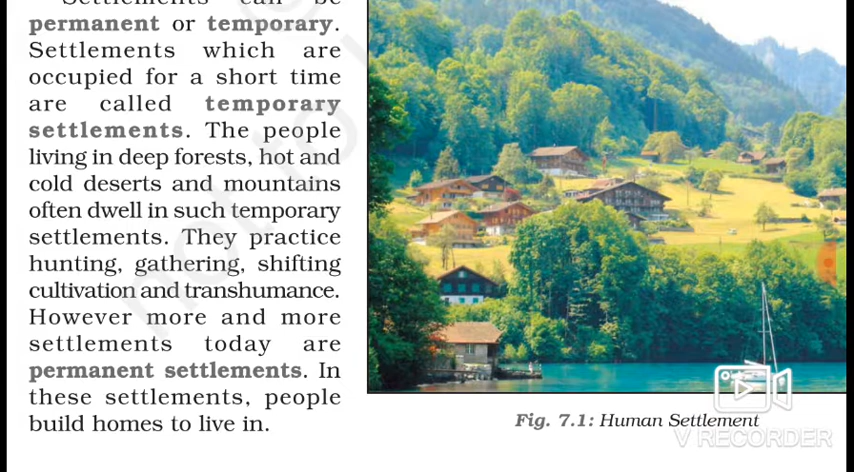 Settlements can be
permanent or temporary.
Settlements which are
occupied for a short time
are called temporary
settlements. The people
living in deep forests, hot and
cold deserts and mountains
often dwell in such temporary
settlements. They practice
hunting, gathering, shifting
cultivation and transhumance.
However more and more
settlements today are
permanent settlements. In
these settlements, people
build homes to live in.
Fig. 7.1: Human Settlement
V RECORDER